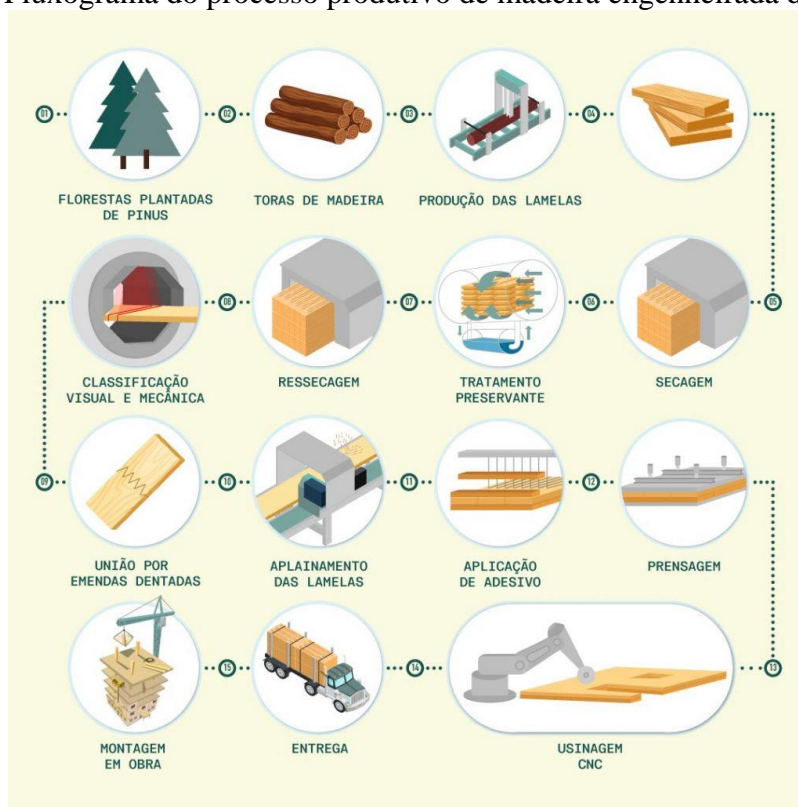 Fluxograma do processo produtivo de madeira engenheirada
01
FLORESTAS PLANTADAS
DE PINUS
02
TORAS DE MADEIRA
03
PRODUÇÃO DAS LAMELAS
04
05
SECAGEM
06
TRATAMENTO
PRESERVANTE
07
RESSECAGEM
08
CLASSIFICAÇÃO
VISUAL E MECÂNICA
09
UNIÃO POR
EMENDAS DENTADAS
10
APLAINAMENTO
DAS LAMELAS
11
APLICAÇÃO
DE ADESIVO
12
PRENSAGEM
13
USINAGEM
CNC
14
ENTREGA
15
MONTAGEM
EM OBRA